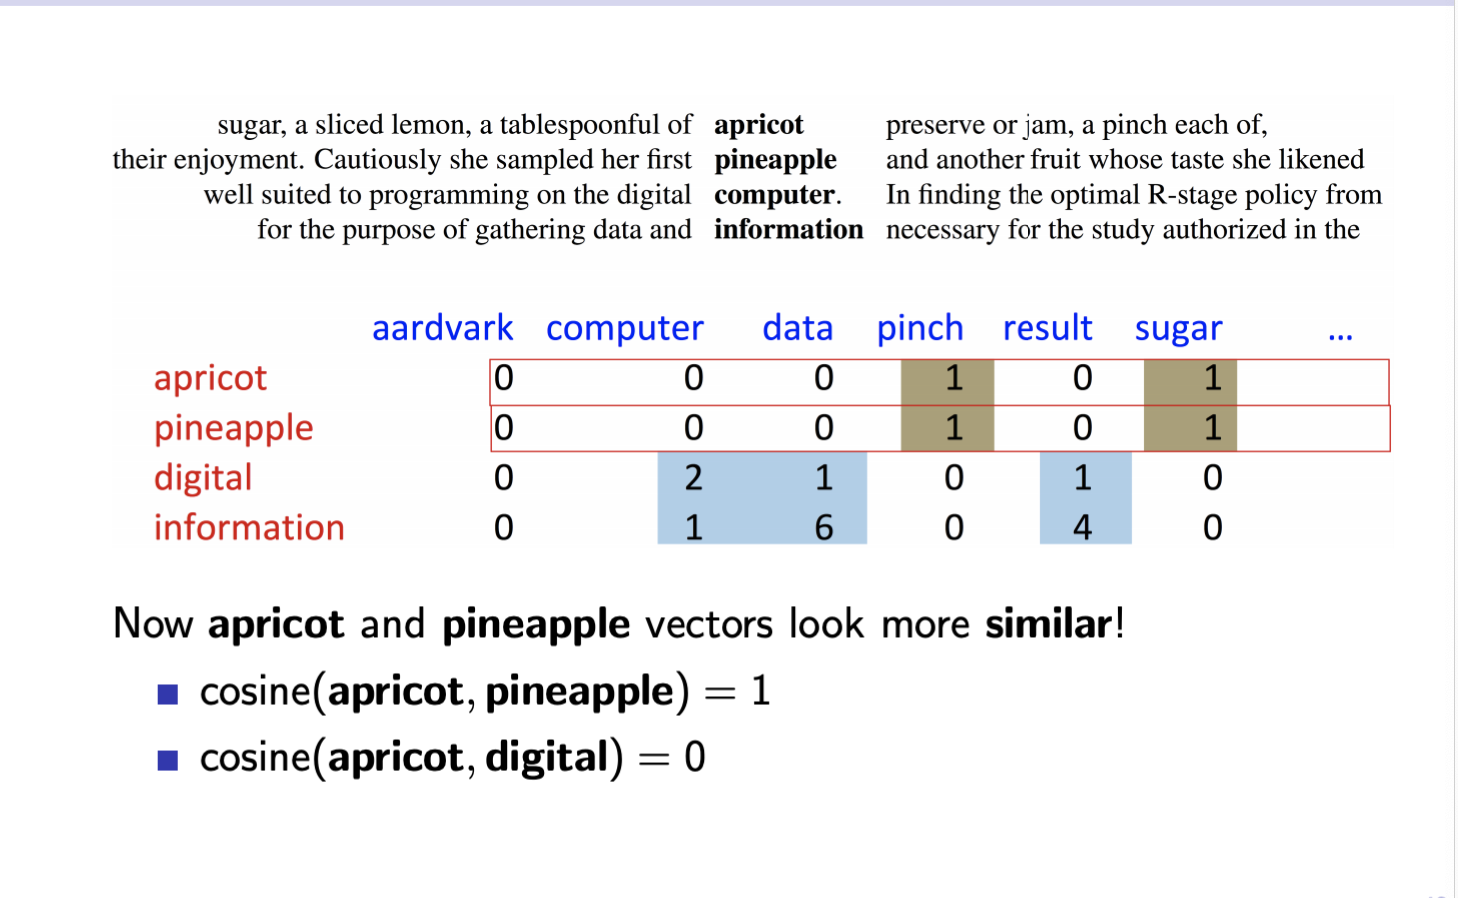 sugar, a sliced lemon, a tablespoonful of apricot preserve or jam, a pinch each of,
their enjoyment. Cautiously she sampled her first pineapple and another fruit whose taste she likened
well suited to programming on the digital computer. In finding the optimal R-stage policy from
for the purpose of gathering data and information necessary for the study authorized in the
aardvark computer data pinch result sugar ...
apricot 0 0 0 1 0 1
pineapple 0 0 0 1 0 1
digital 0 2 1 0 1 0
information 0 1 6 0 4 0
Now apricot and pineapple vectors look more similar!
cosine(apricot, pineapple) = 1
cosine(apricot, digital) = 0